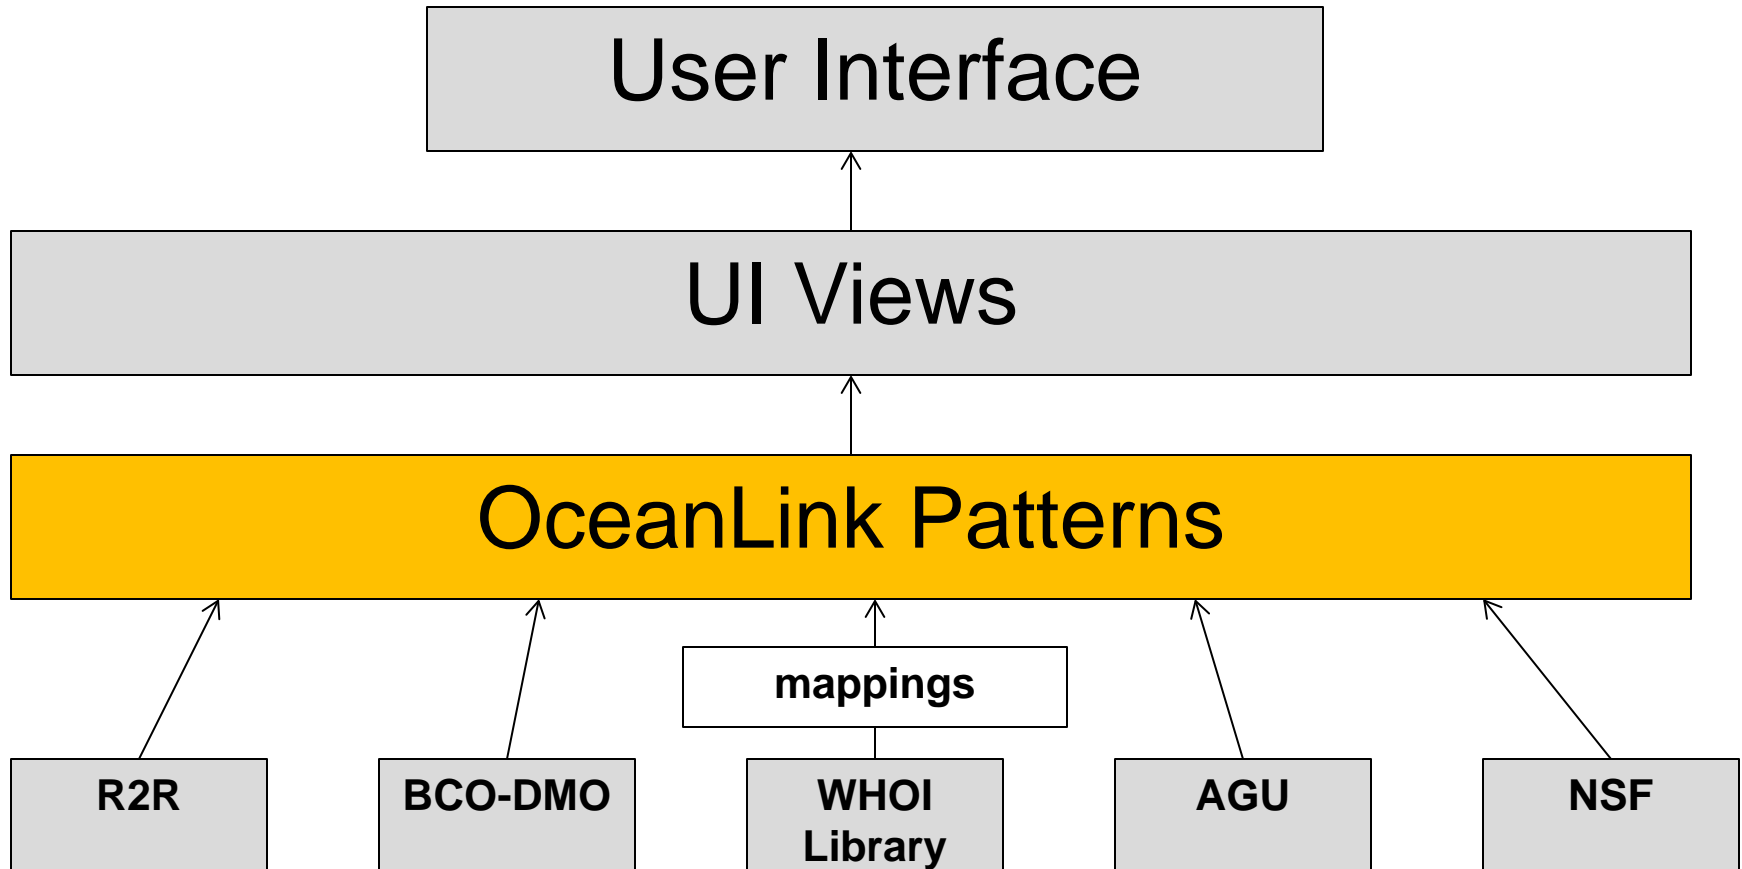 User Interface
UI Views
OceanLink Patterns
mappings
R2R
BCO-DMO
WHOI
Library
AGU
NSF